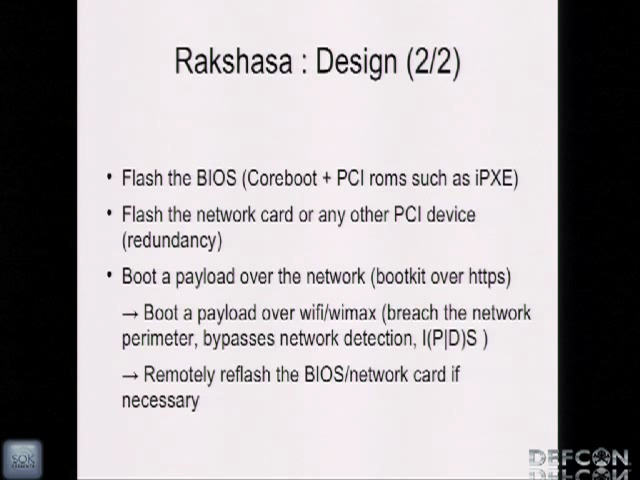 Rakshasa : Design (2/2)
• Flash the BIOS (Coreboot + PCI roms such as iPXE)
• Flash the network card or any other PCI device
(redundancy)
• Boot a payload over the network (bootkit over https)
→ Boot a payload over wifi/wimax (breach the network
perimeter, bypasses network detection, I(P|D)S )
→ Remotely reflash the BIOS/network card if
necessary
SOK
DEFCON